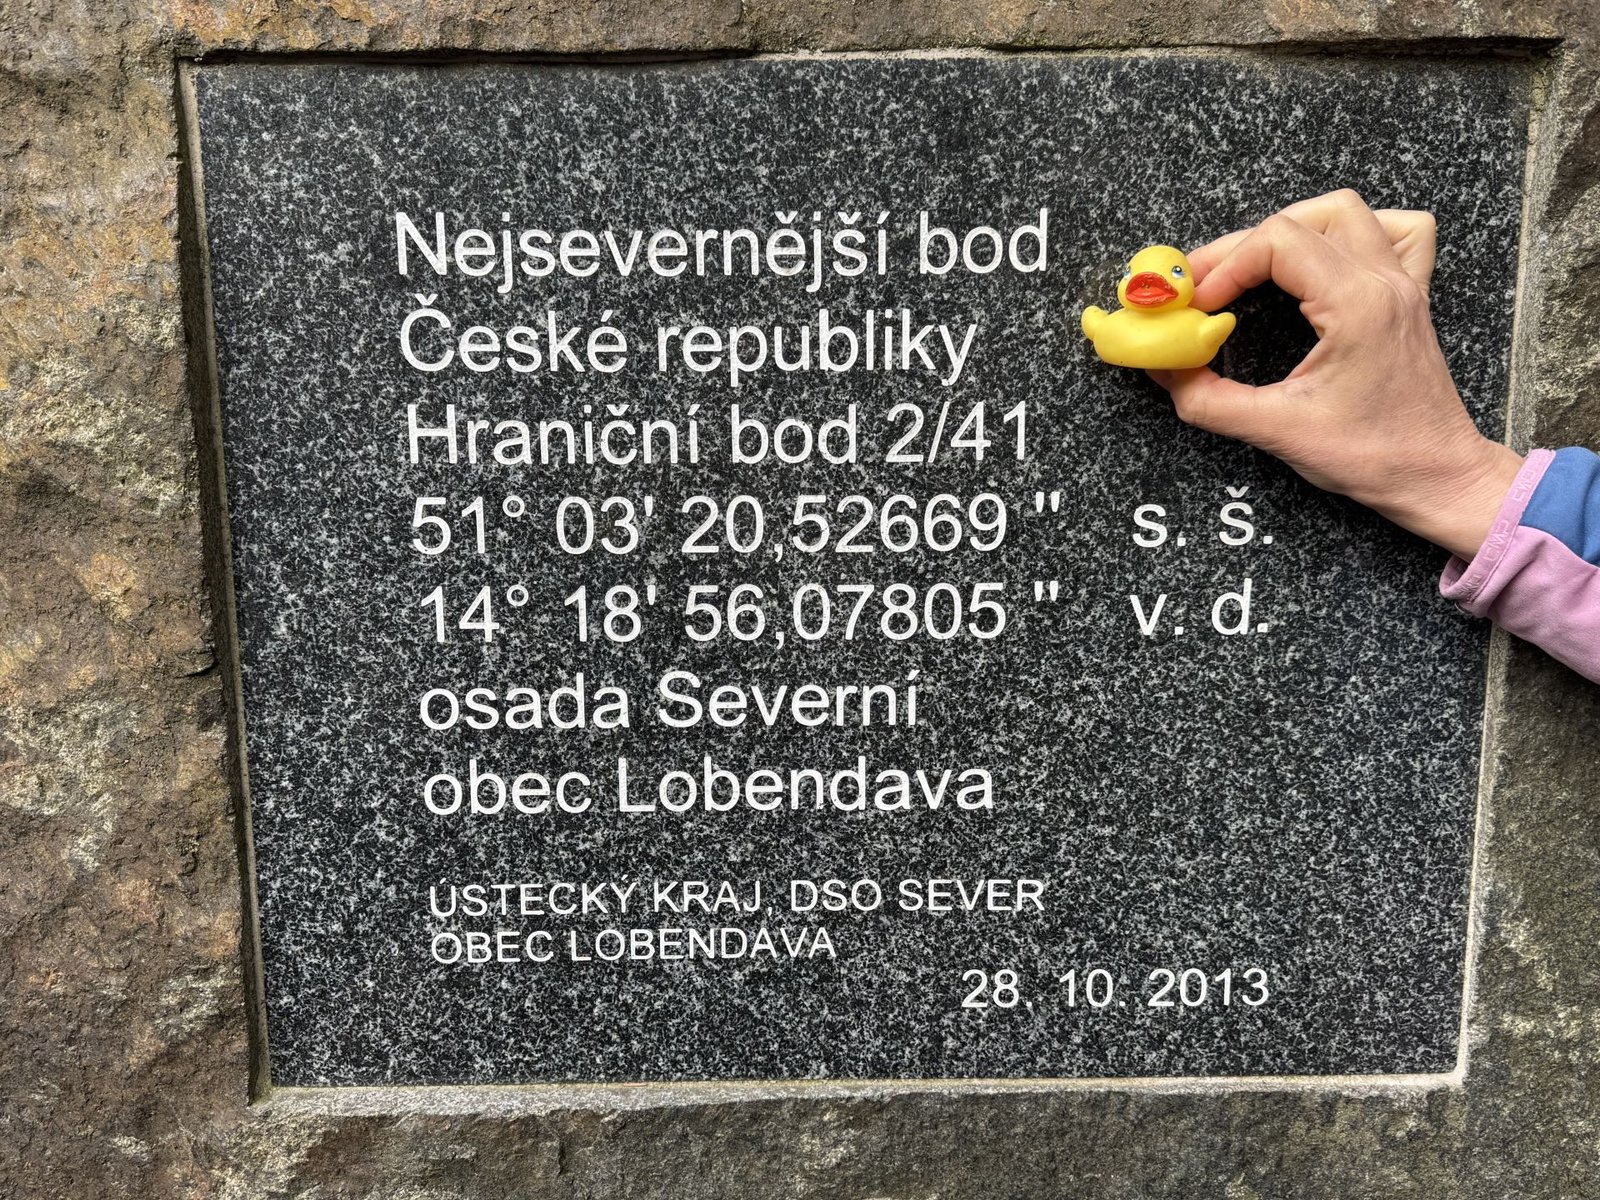 Nejsevernější bod
České republiky
Hraniční bod 2/41
51° 03' 20,52669 " s. š.
14° 18' 56,07805 " v. d.
osada Severní
obec Lobendava
ÚSTECKÝ KRAJ, DSO SEVER
OBEC LOBENDAVA
28. 10. 2013